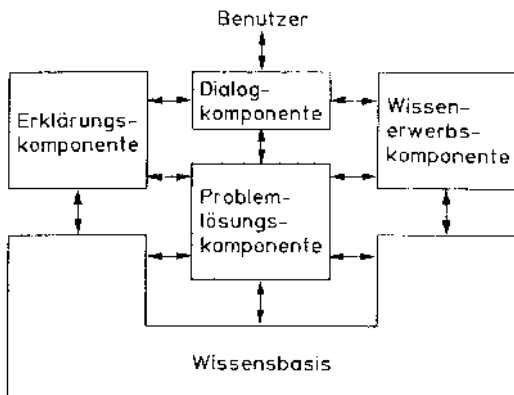 Benutzer
Dialog-
komponente
Erklärungs-
komponente
Wissen-
erwerbs-
komponente
Problem-
lösungs-
komponente
Wissensbasis